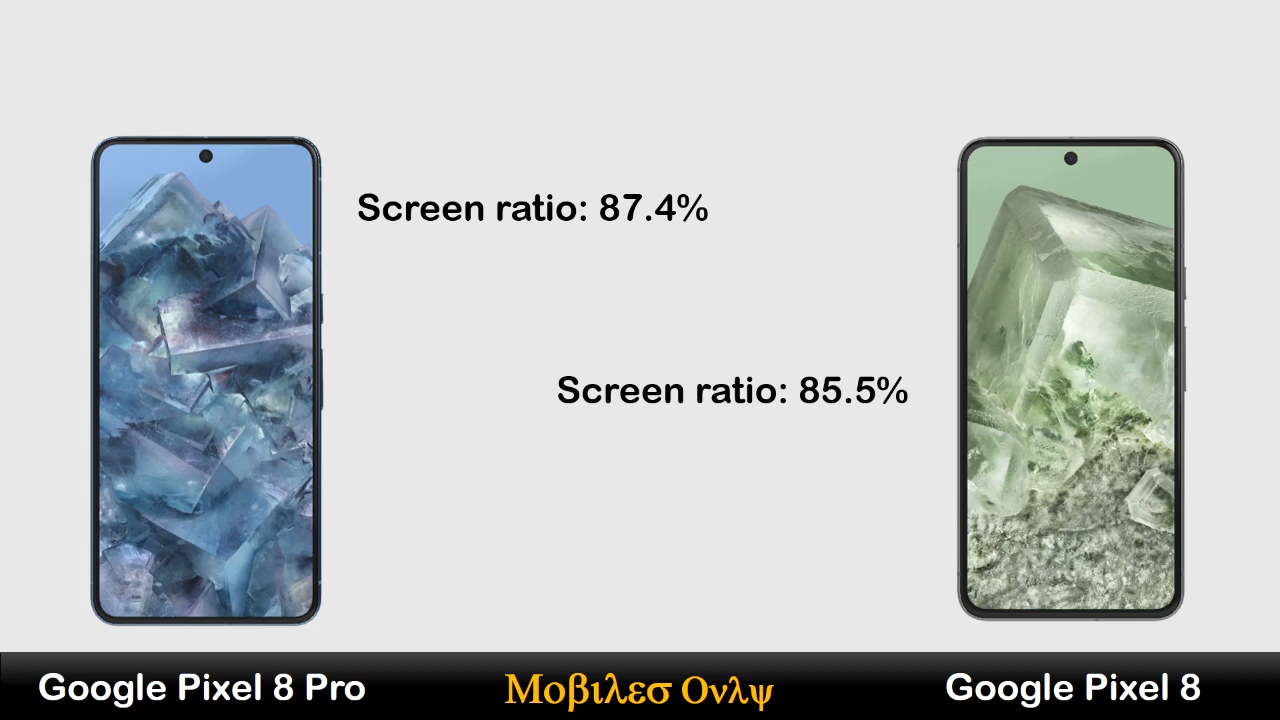 Screen ratio: 87.4%
Screen ratio: 85.5%
Google Pixel 8 Pro
Μοβιλεσ Ονλψ
Google Pixel 8